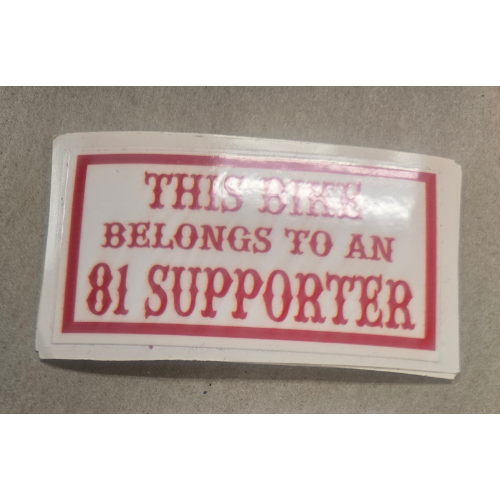 THIS BIKE
BELONGS TO AN
81 SUPPORTER